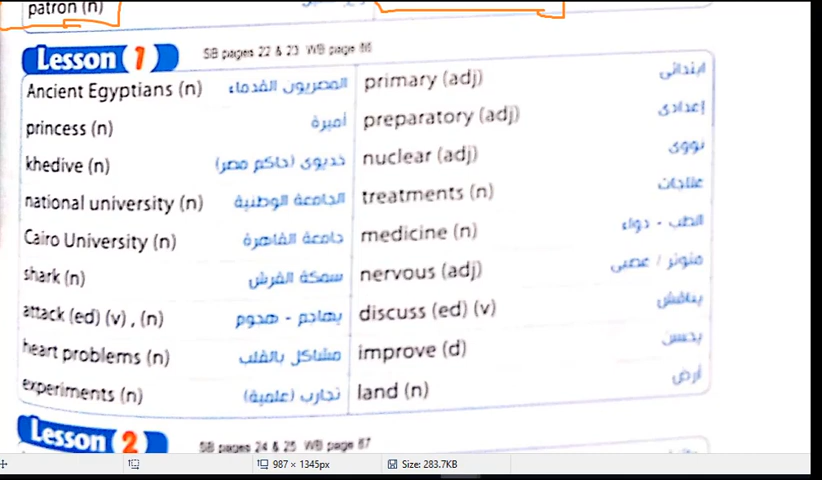 patron (n)
Lesson (1) SB pages 22 & 23 WB page 86
Ancient Egyptians (n) المصريون القدماء
princess (n) أميرة
khedive (n) خديوى (حاكم مصر)
national university (n) الجامعة الوطنية
Cairo University (n) جامعة القاهرة
shark (n) سمكة القرش
attack (ed) (v) , (n) يهاجم - هجوم
heart problems (n) مشاكل بالقلب
experiments (n) تجارب (علمية)
primary (adj) ابتدائى
preparatory (adj) إعدادى
nuclear (adj) نووى
treatments (n) علاجات
medicine (n) الطب - دواء
nervous (adj) متوتر / عصبى
discuss (ed) (v) يناقش
improve (d) يحسن
land (n) أرض
Lesson (2) SB pages 24 & 25 WB page 87
987 × 1345px Size: 283.7KB